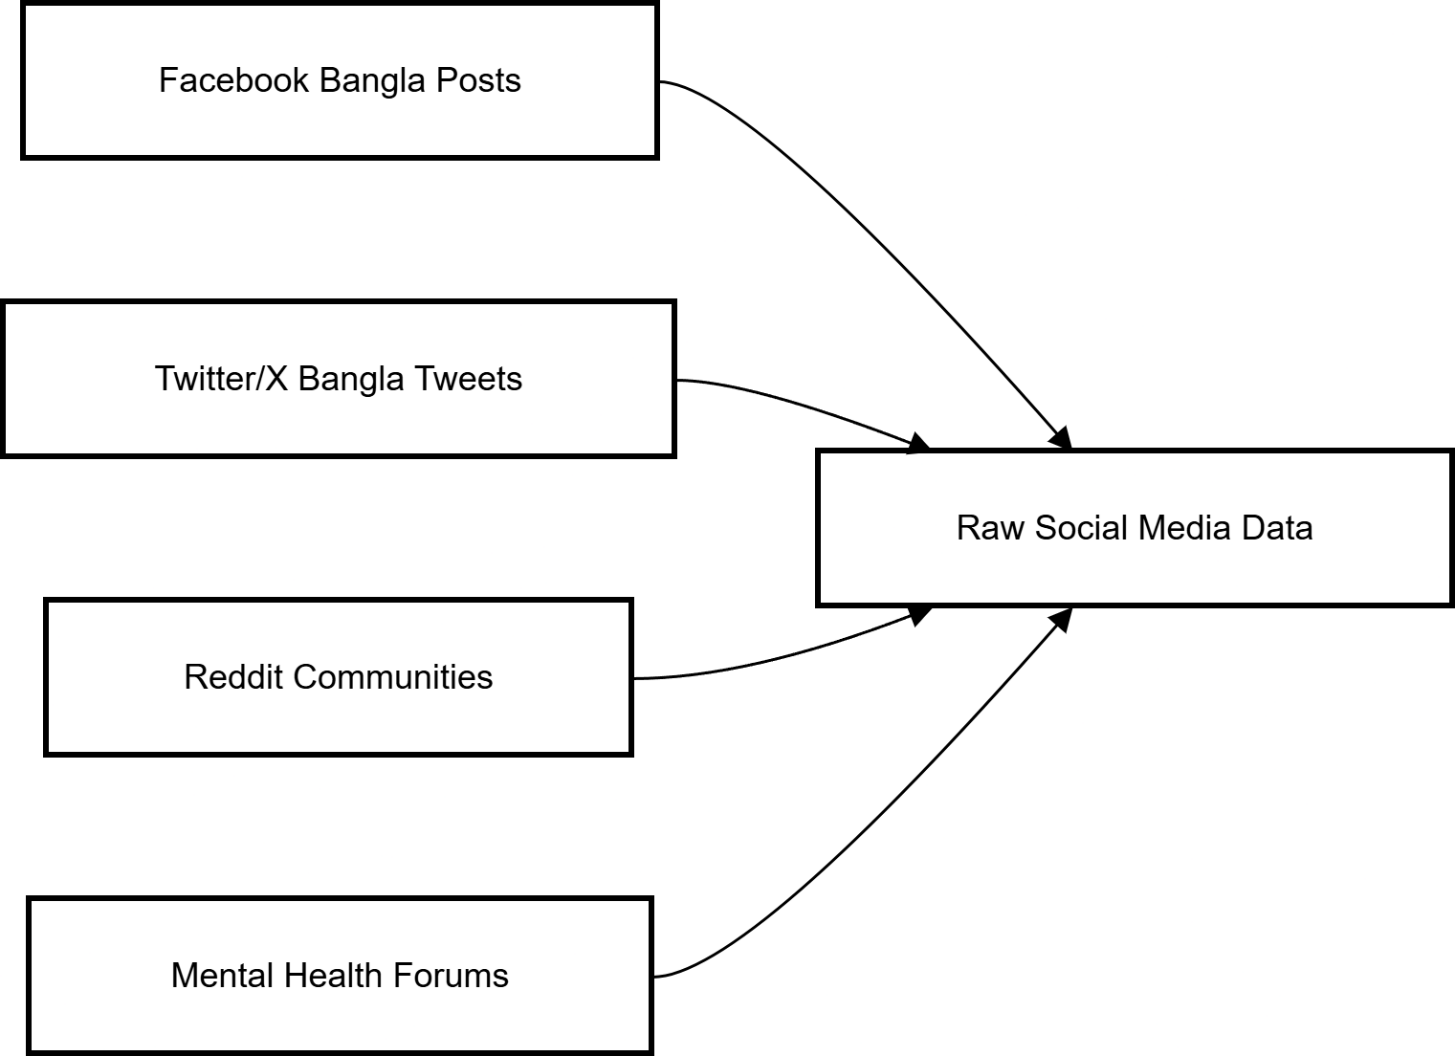 Facebook Bangla Posts
Twitter/X Bangla Tweets
Raw Social Media Data
Reddit Communities
Mental Health Forums